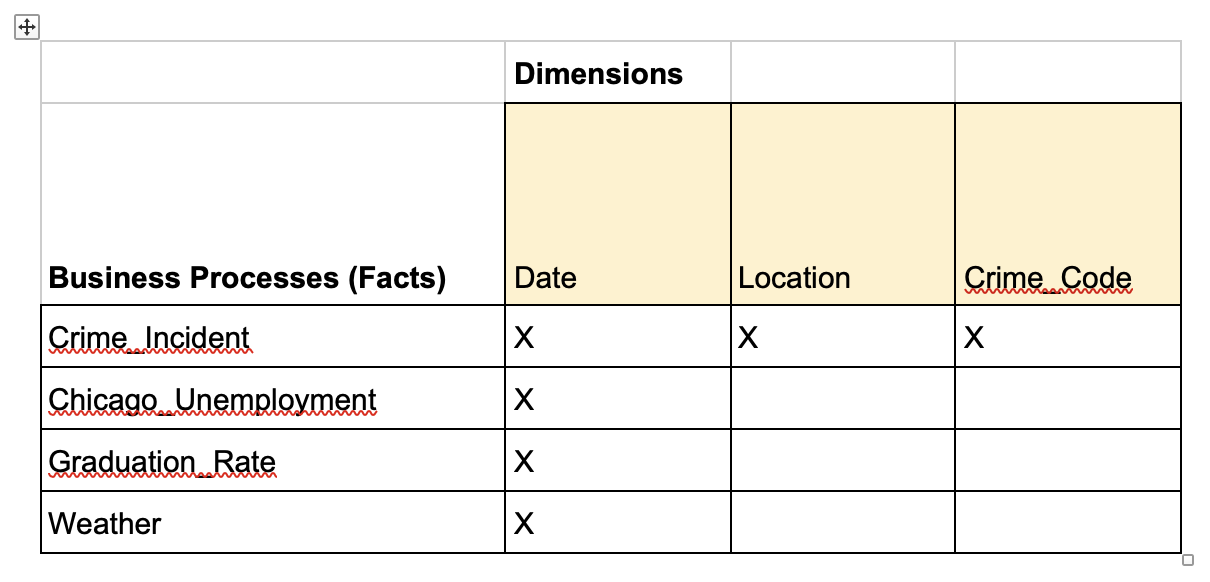 Dimensions
Business Processes (Facts) Date Location Crime_Code
Crime_Incident X X X
Chicago_Unemployment X
Graduation_Rate X
Weather X